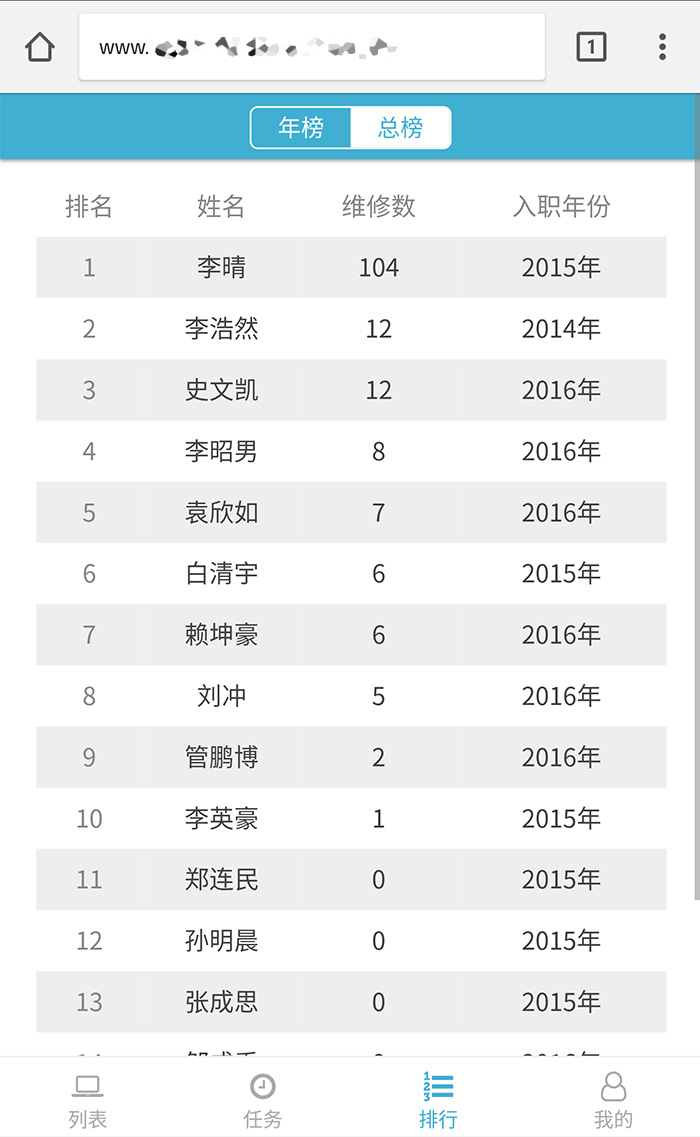 www.
1
年榜 总榜
排名 姓名 维修数 入职年份
1 李晴 104 2015年
2 李浩然 12 2014年
3 史文凯 12 2016年
4 李昭男 8 2016年
5 袁欣如 7 2016年
6 白清宇 6 2015年
7 赖坤豪 6 2016年
8 刘冲 5 2016年
9 管鹏博 2 2016年
10 李英豪 1 2015年
11 郑连民 0 2015年
12 孙明晨 0 2015年
13 张成思 0 2015年
列表 任务 排行 我的